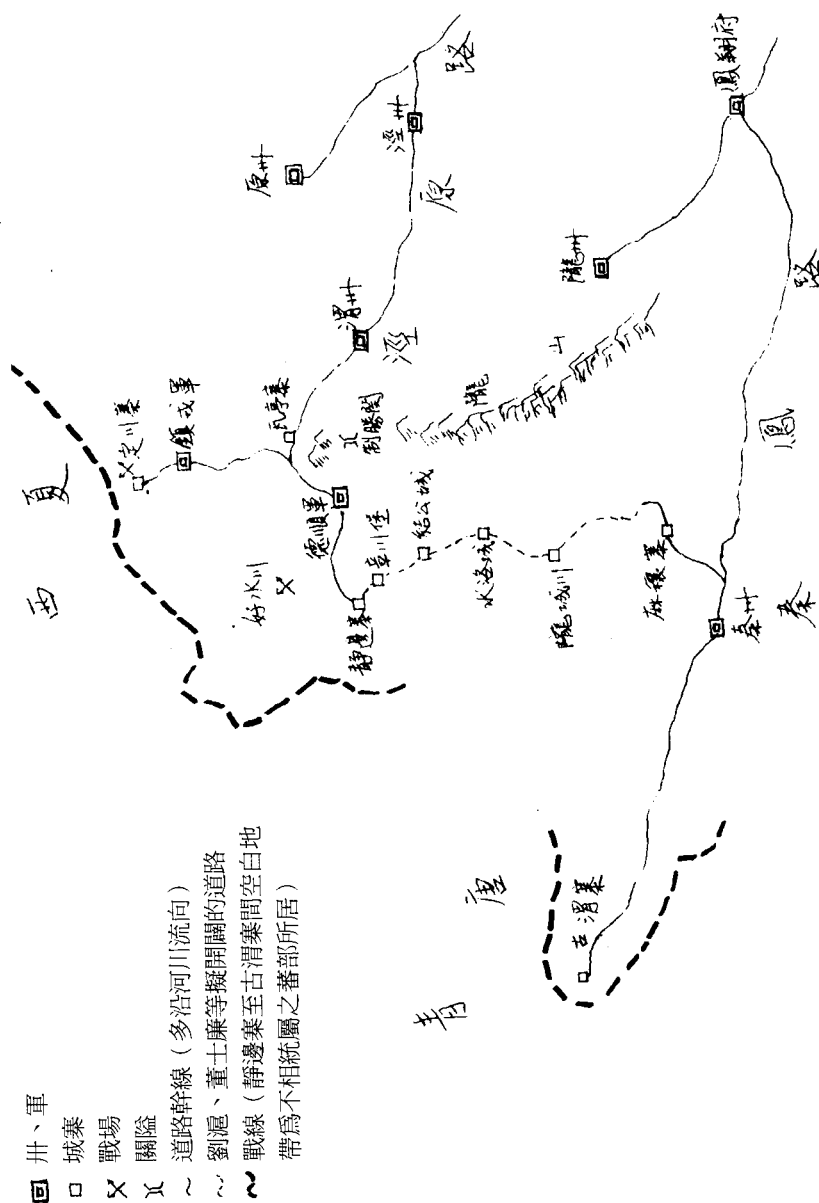 州、軍
城寨
戰場
關隘
道路幹線（多沿河川流向）
劉滬、董士廉等擬開闢的道路
戰線（靜邊寨至古渭寨間空白地
帶爲不相統屬之蕃部所居）
西夏
青唐
涇原路
秦鳳路
定川寨
鎮戎軍
瓦亭寨
渭州
涇州
原州
制勝関
隴山
好水川
德順軍
靜邊寨
章川堡
結公城
水洛城
隴城川
床穰寨
秦州
隴州
鳳翔府
古渭寨